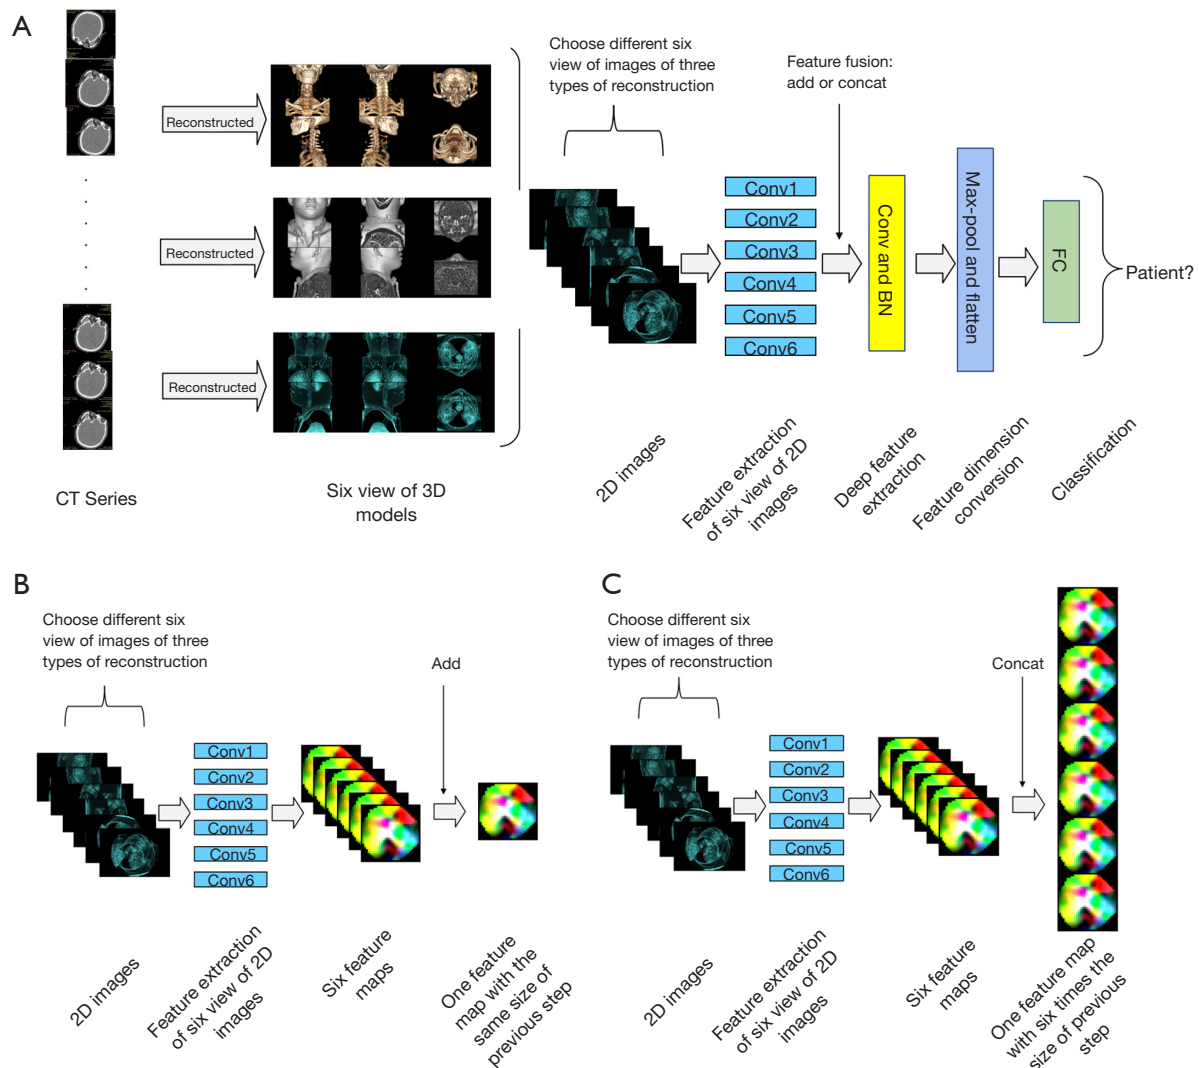 A
Reconstructed
Reconstructed
Reconstructed
CT Series
Six view of 3D
models
Choose different six
view of images of three
types of reconstruction
Feature fusion:
add or concat
Conv1
Conv2
Conv3
Conv4
Conv5
Conv6
Conv and BN
Max-pool and flatten
FC
Patient?
2D images
Feature extraction
of six view of 2D
images
Deep feature
extraction
Feature dimension
conversion
Classification
B
Choose different six
view of images of three
types of reconstruction
Add
Conv1
Conv2
Conv3
Conv4
Conv5
Conv6
2D images
Feature extraction
of six view of 2D
images
Six feature
maps
One feature
map with the
same size of
previous step
C
Choose different six
view of images of three
types of reconstruction
Concat
Conv1
Conv2
Conv3
Conv4
Conv5
Conv6
2D images
Feature extraction
of six view of 2D
images
Six feature
maps
One feature map
with six times the
size of previous
step